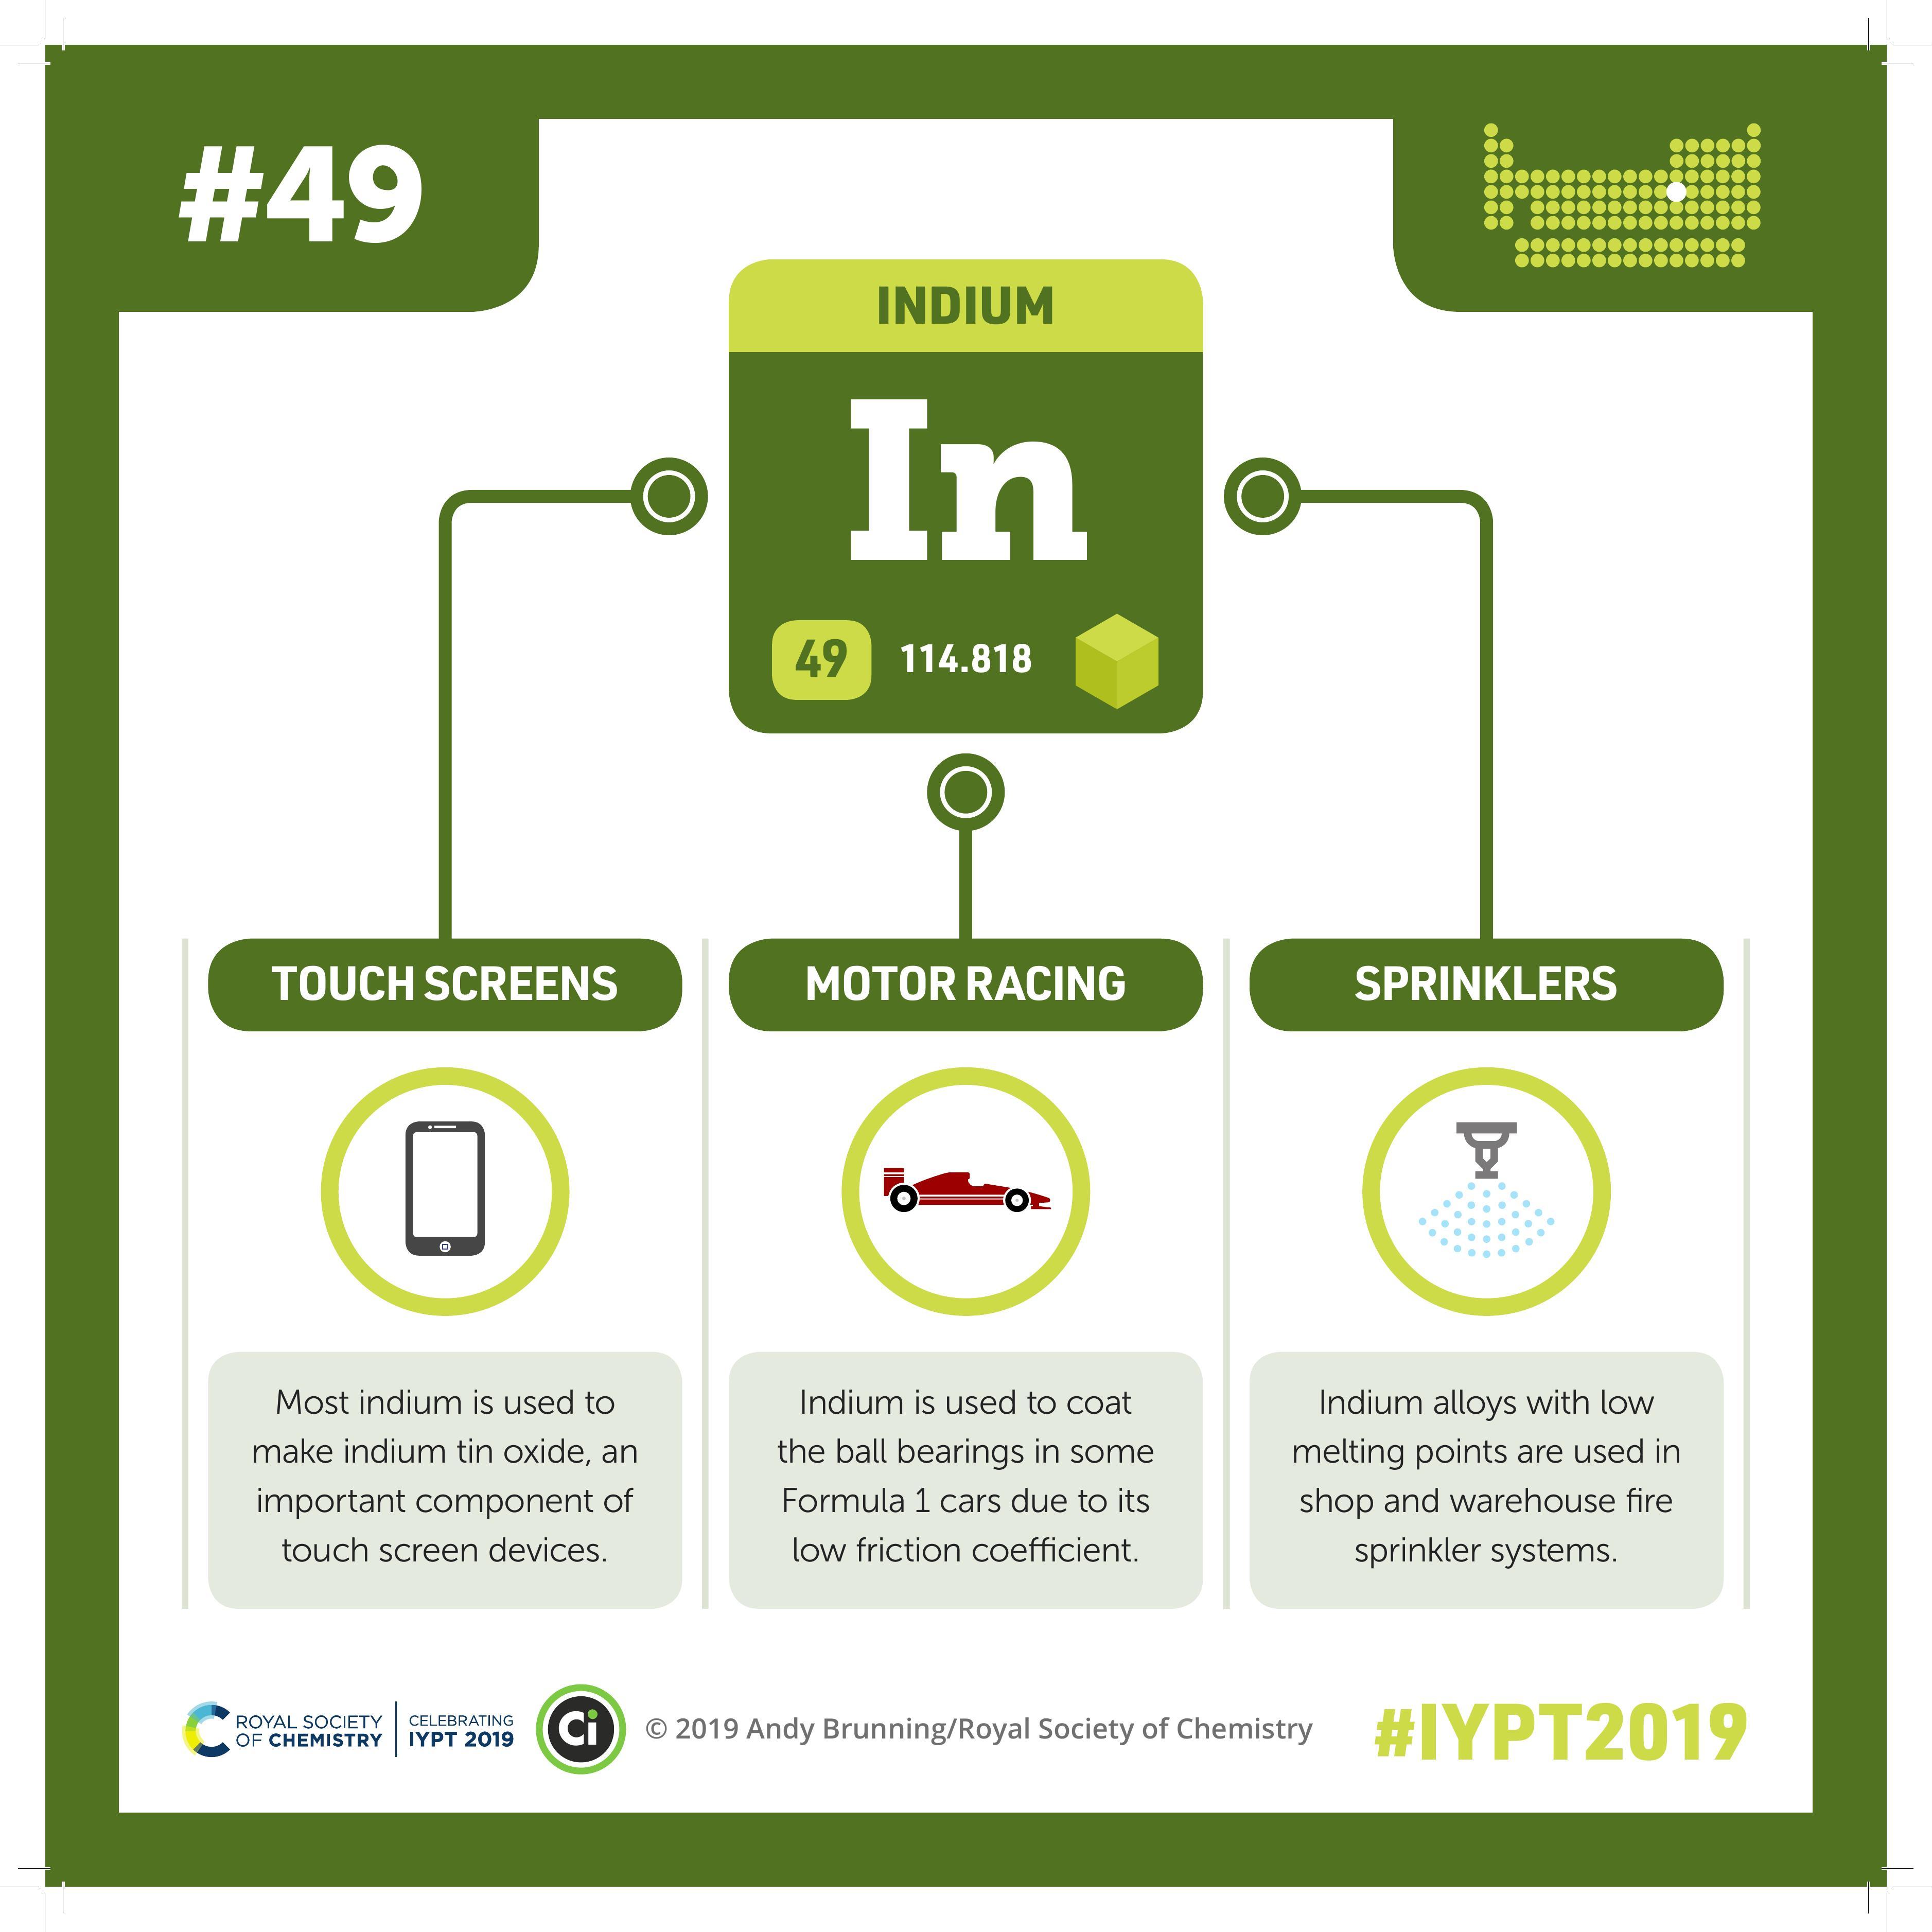 #49
INDIUM
In
49 114.818
TOUCH SCREENS
Most indium is used to
make indium tin oxide, an
important component of
touch screen devices.
MOTOR RACING
Indium is used to coat
the ball bearings in some
Formula 1 cars due to its
low friction coefficient.
SPRINKLERS
Indium alloys with low
melting points are used in
shop and warehouse fire
sprinkler systems.
ROYAL SOCIETY
OF CHEMISTRY
CELEBRATING
IYPT 2019
Ci
© 2019 Andy Brunning/Royal Society of Chemistry
#IYPT2019